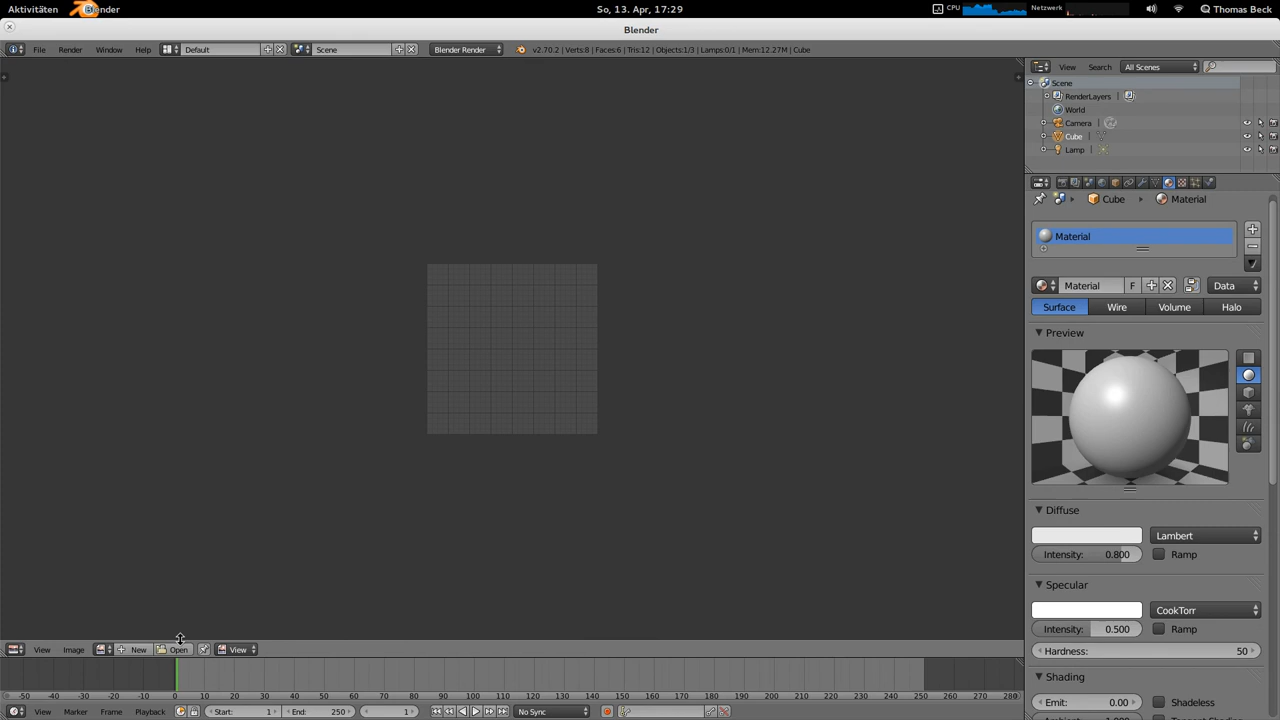 Aktivitäten Blender So, 13. Apr, 17:29 CPU Netzwerk Thomas Beck
Blender
File Render Window Help Default Scene Blender Render v2.70.2 | Verts:8 | Faces:6 | Tris:12 | Objects:1/3 | Lamps:0/1 | Mem:12.27M | Cube
View Search All Scenes
Scene
RenderLayers
World
Camera
Cube
Lamp
Cube Material
Material
Material F Data
Surface Wire Volume Halo
Preview
Diffuse
Lambert
Intensity: 0.800 Ramp
Specular
CookTorr
Intensity: 0.500 Ramp
Hardness: 50
Shading
Emit: 0.00 Shadeless
View Image New Open View
-50 -40 -30 -20 -10 0 10 20 30 40 50 60 70 80 90 100 110 120 130 140 150 160 170 180 190 200 210 220 230 240 250 260 270 280
View Marker Frame Playback Start: 1 End: 250 1 No Sync